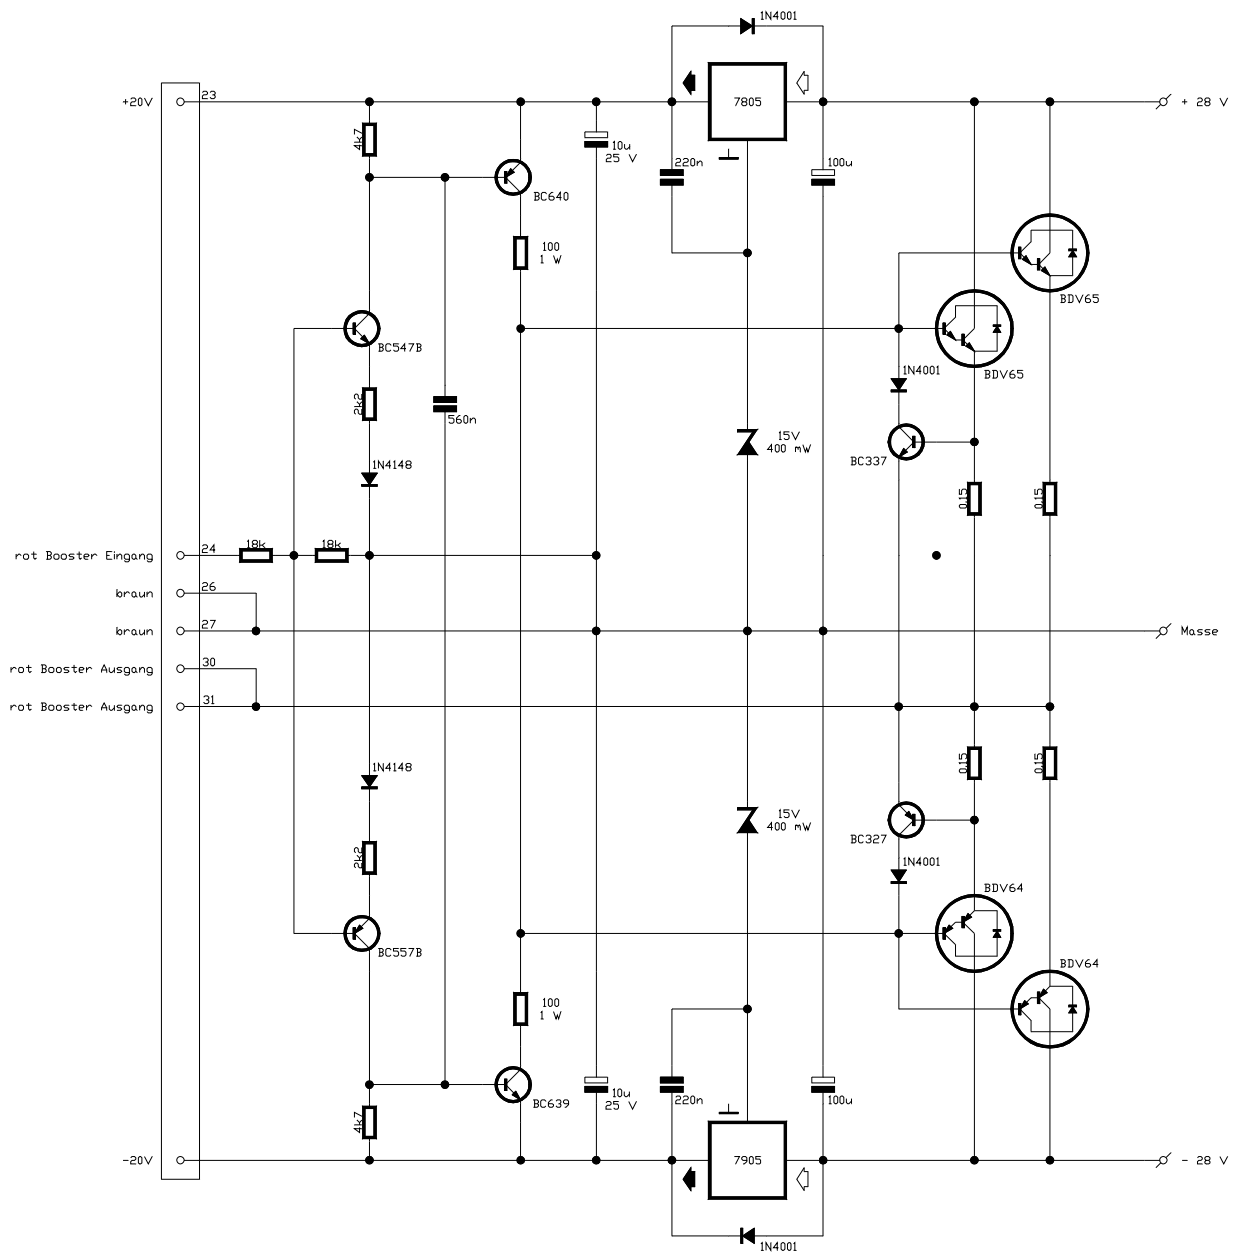 1N4001
+20V
23
7805
+ 28 V
4k7
10u
25 V
220n
100u
BC640
100
1 W
BDV65
BC547B
BDV65
1N4001
2k2
560n
15V
400 mW
BC337
1N4148
0.15
0.15
rot Booster Eingang
24
18k
18k
braun
26
braun
27
Masse
rot Booster Ausgang
30
rot Booster Ausgang
31
1N4148
0.15
0.15
15V
400 mW
BC327
1N4001
2k2
BDV64
BC557B
BDV64
100
1 W
BC639
10u
25 V
220n
100u
4k7
-20V
7905
- 28 V
1N4001